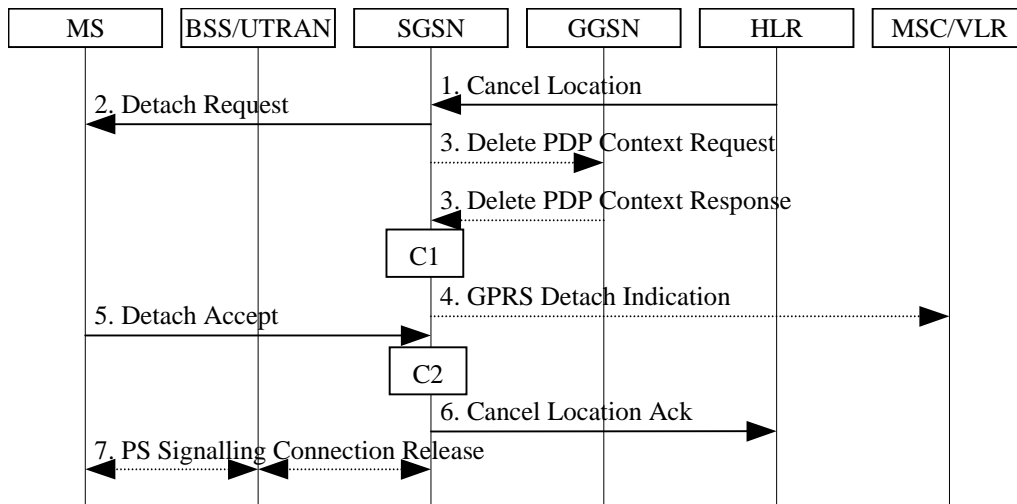 MS
BSS/UTRAN
SGSN
GGSN
HLR
MSC/VLR
1. Cancel Location
2. Detach Request
3. Delete PDP Context Request
3. Delete PDP Context Response
C1
4. GPRS Detach Indication
5. Detach Accept
C2
6. Cancel Location Ack
7. PS Signalling Connection Release